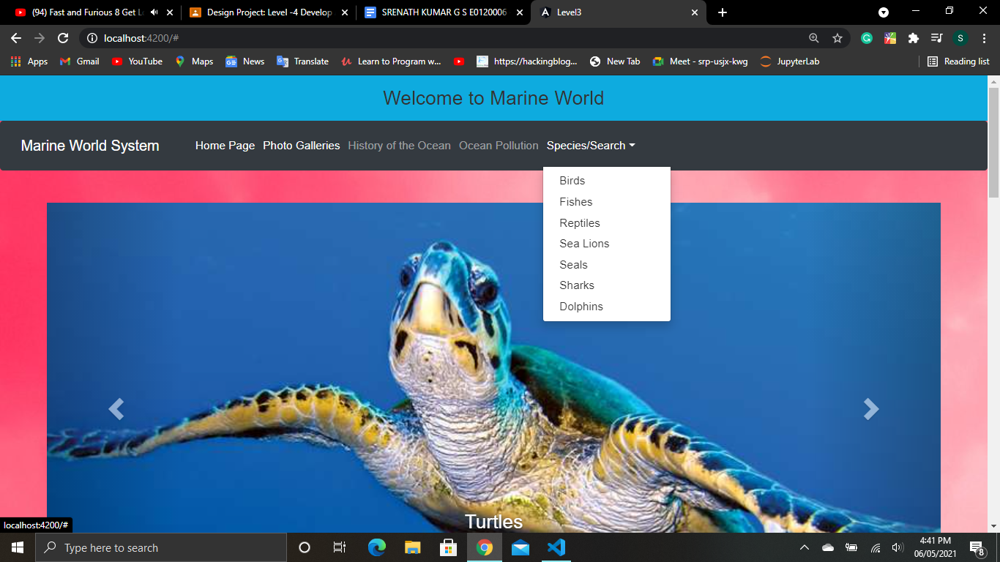 (94) Fast and Furious 8 Get L
Design Project: Level -4 Develop
SRENATH KUMAR G S E0120006
Level3
localhost:4200/#
S
Apps
Gmail
YouTube
Maps
News
Translate
Learn to Program w...
https://hackingblog...
New Tab
Meet - srp-usjx-kwg
JupyterLab
Reading list
Welcome to Marine World
Marine World System
Home Page
Photo Galleries
History of the Ocean
Ocean Pollution
Species/Search
Birds
Fishes
Reptiles
Sea Lions
Seals
Sharks
Dolphins
Turtles
localhost:4200/#
Type here to search
4:41 PM
06/05/2021
8